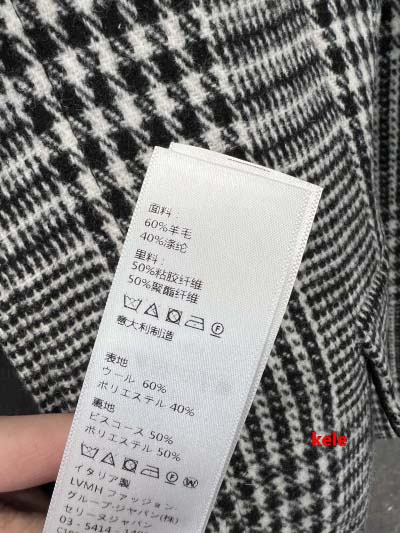 面料：
60%羊毛
40%涤纶
里料：
50%粘胶纤维
50%聚酯纤维
意大利制造
表地
ウール 60%
ポリエステル 40%
裏地
ビスコース 50%
ポリエステル 50%
イタリア製
LVMH ファッション・
グループ・ジャパン(株)
セリーヌジャパン
03 - 5414 -
kele